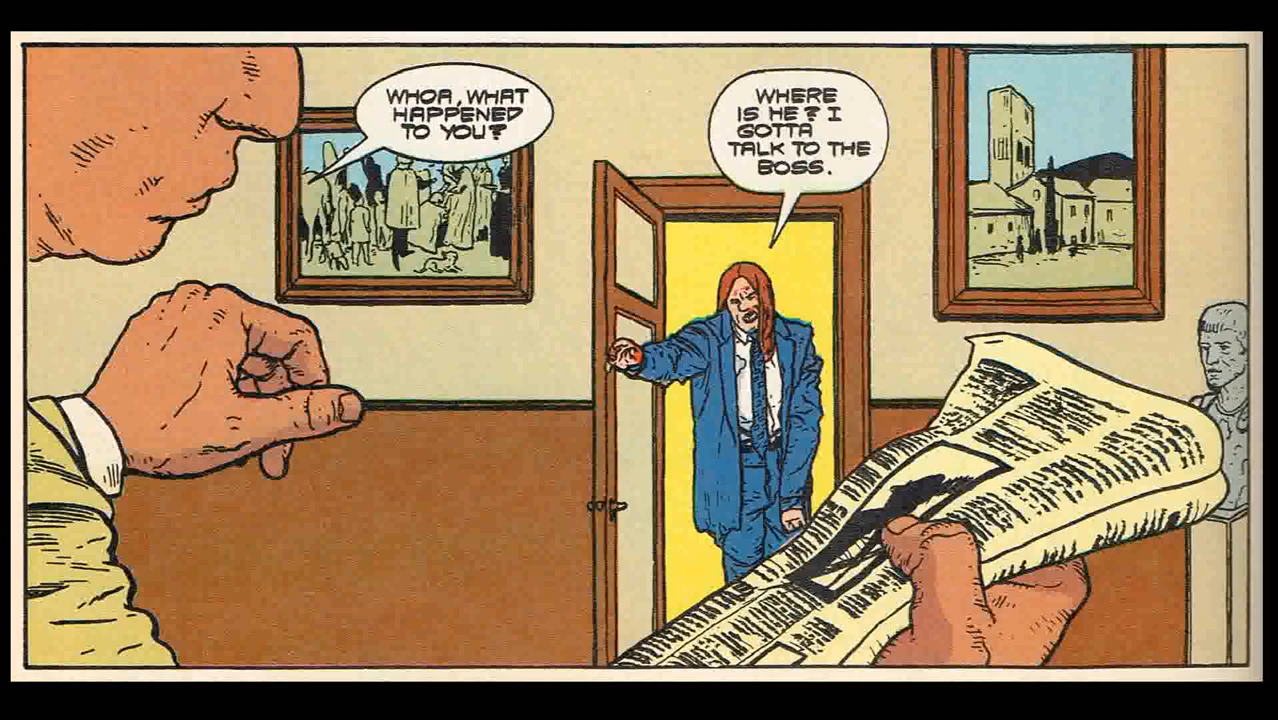 WHOA, WHAT
HAPPENED
TO YOU?
WHERE
IS HE? I
GOTTA
TALK TO THE
BOSS.